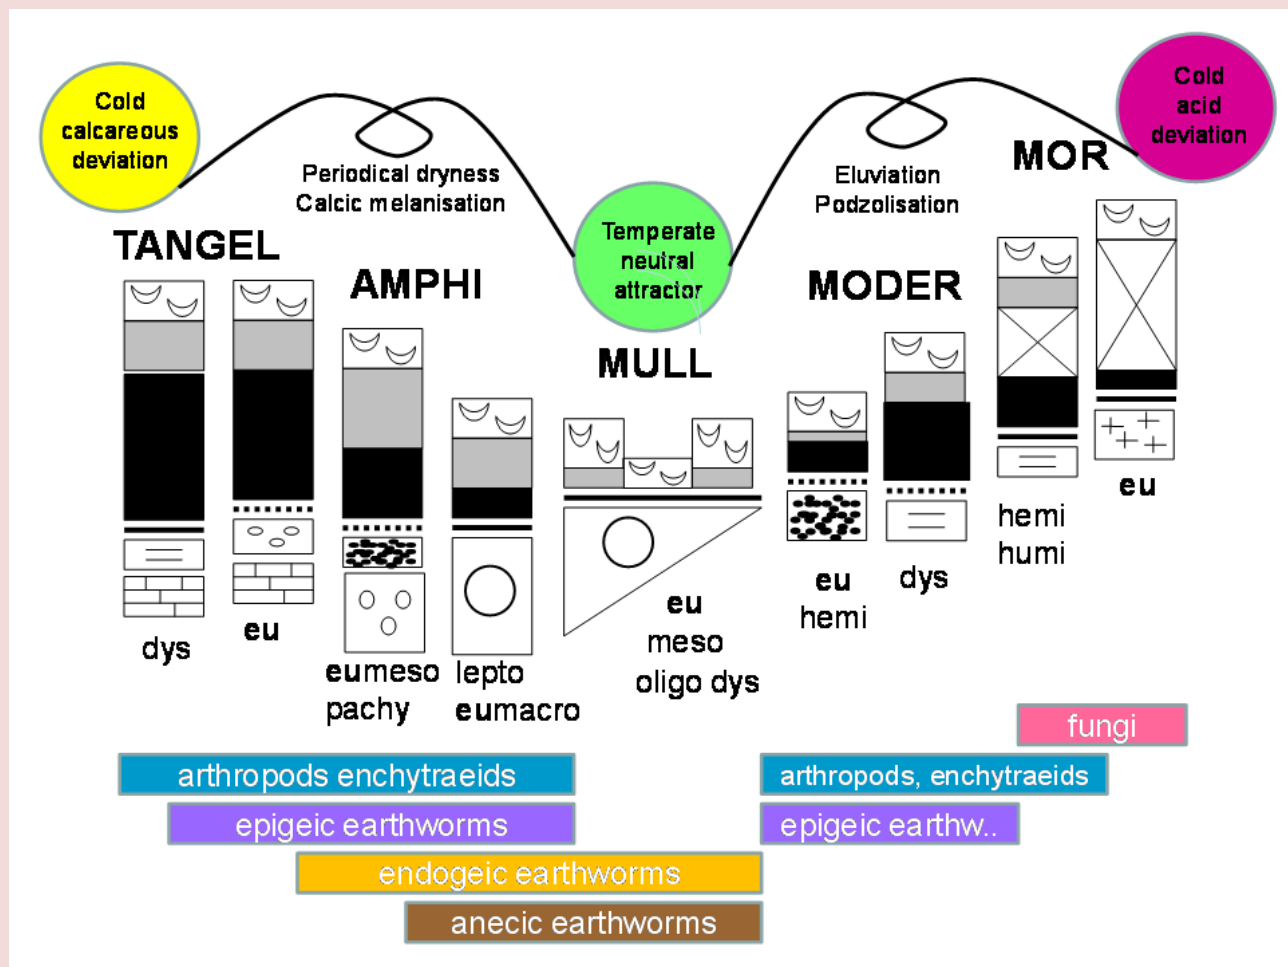 Cold
calcareous
deviation
Cold
acid
deviation
Periodical dryness
Calcic melanisation
Eluviation
Podzolisation
MOR
TANGEL
AMPHI
Temperate
neutral
attractor
MODER
MULL
dys
eu
eumeso
pachy
lepto
eumacro
eu
meso
oligo dys
eu
hemi
dys
hemi
humi
eu
fungi
arthropods enchytraeids
arthropods, enchytraeids
epigeic earthworms
epigeic earthw..
endogeic earthworms
anecic earthworms